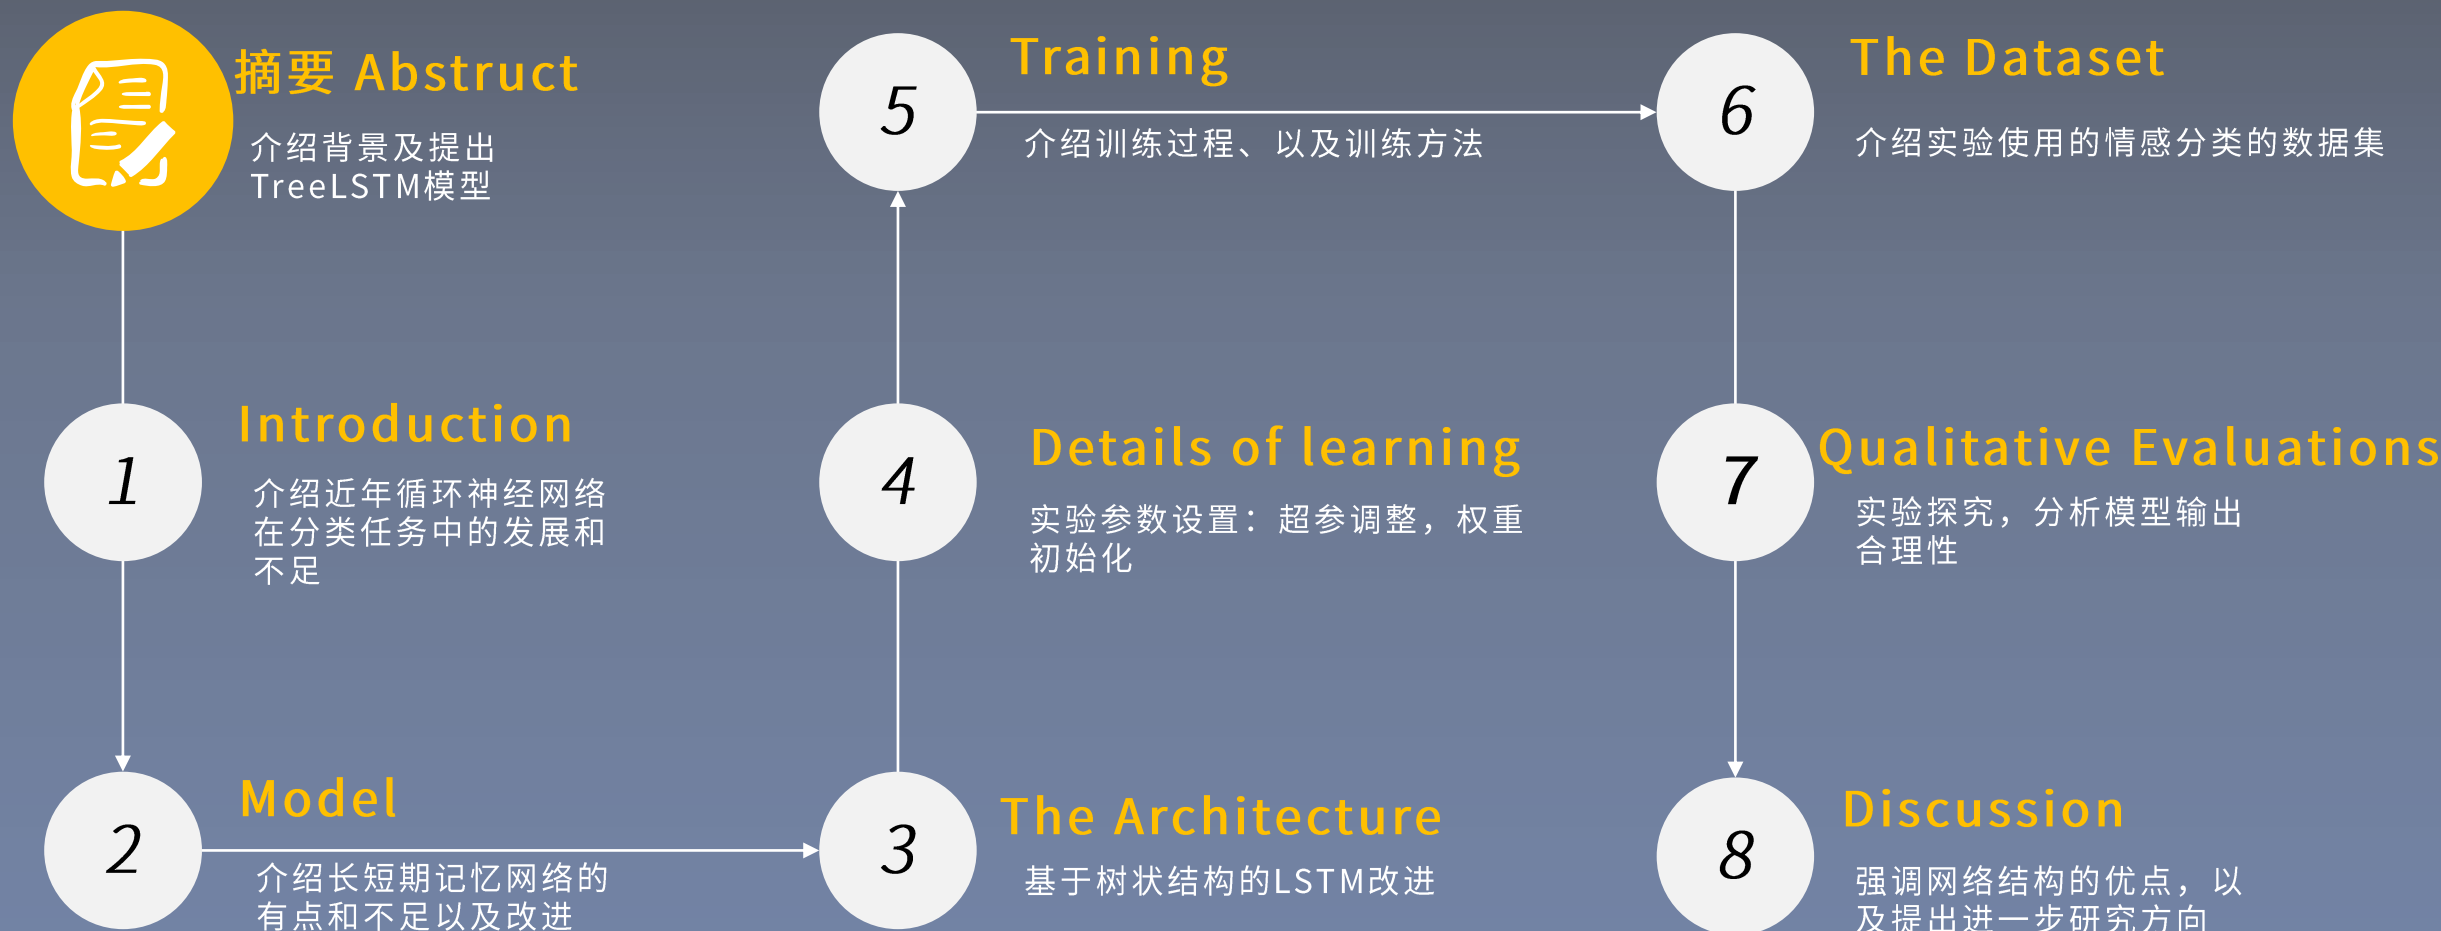 摘要 Abstruct
介绍背景及提出
TreeLSTM模型
1
Introduction
介绍近年循环神经网络
在分类任务中的发展和
不足
2
Model
介绍长短期记忆网络的
有点和不足以及改进
3
The Architecture
基于树状结构的LSTM改进
4
Details of learning
实验参数设置：超参调整，权重
初始化
5
Training
介绍训练过程、以及训练方法
6
The Dataset
介绍实验使用的情感分类的数据集
7
Qualitative Evaluations
实验探究，分析模型输出
合理性
8
Discussion
强调网络结构的优点，以
及提出进一步研究方向